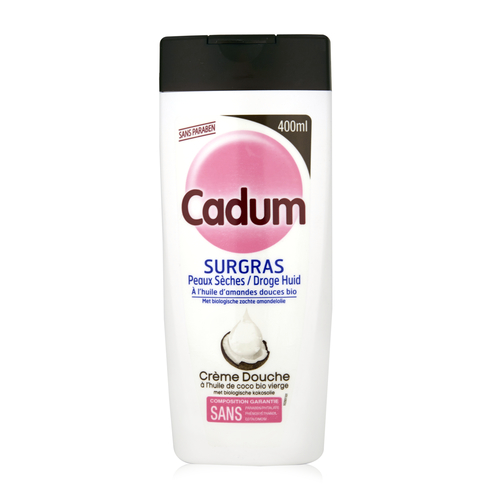 SANS PARABEN
400ml
Cadum
SURGRAS
Peaux Sèches / Droge Huid
À l'huile d'amandes douces bio
Met biologische zachte amandelolie
Crème Douche
à l'huile de coco bio vierge
met biologische kokosolie
COMPOSITION GARANTIE
SANS